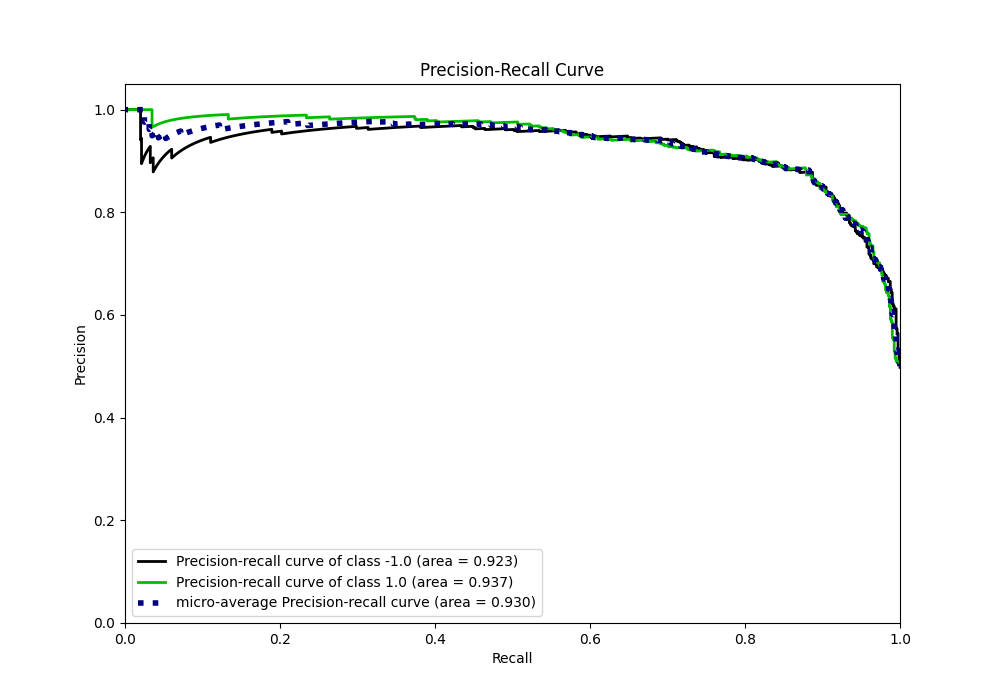 Precision-Recall Curve
1.0
0.8
0.6
0.4
0.2
0.0
Precision
Precision-recall curve of class -1.0 (area = 0.923)
Precision-recall curve of class 1.0 (area = 0.937)
micro-average Precision-recall curve (area = 0.930)
0.0 0.2 0.4 0.6 0.8 1.0
Recall